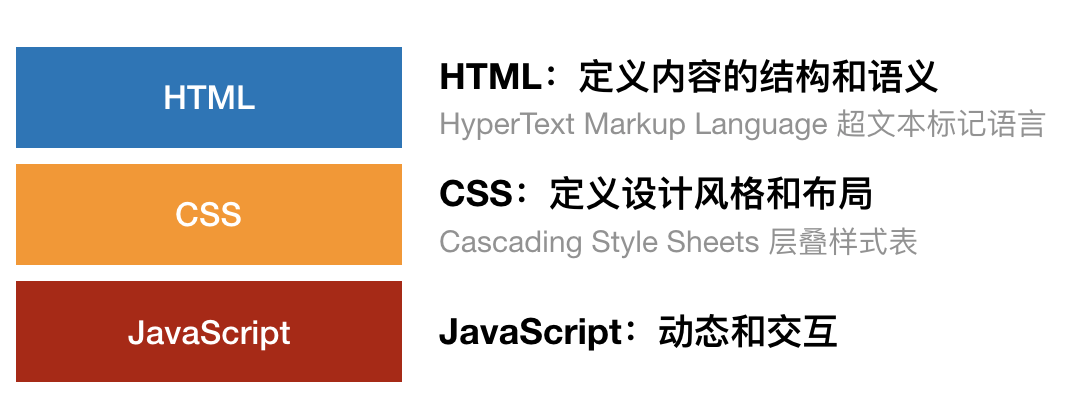 HTML
HTML：定义内容的结构和语义
HyperText Markup Language 超文本标记语言
CSS
CSS：定义设计风格和布局
Cascading Style Sheets 层叠样式表
JavaScript
JavaScript：动态和交互